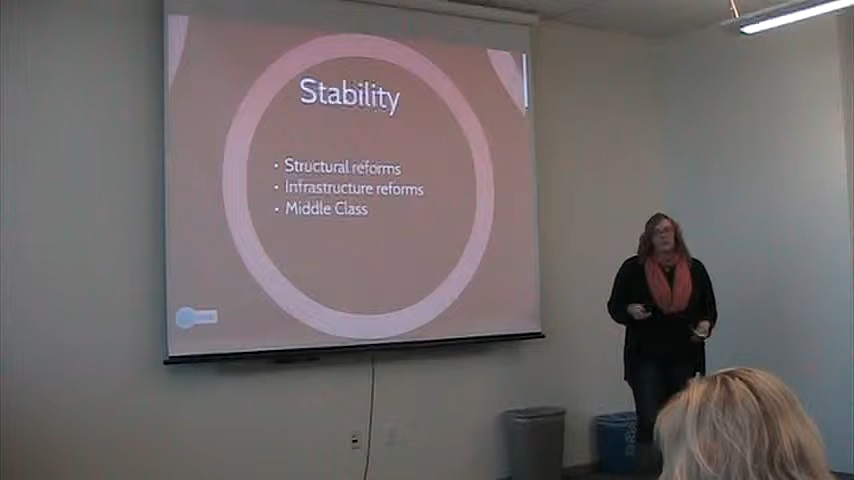 Stability
• Structural reforms
• Infrastructure reforms
• Middle Class